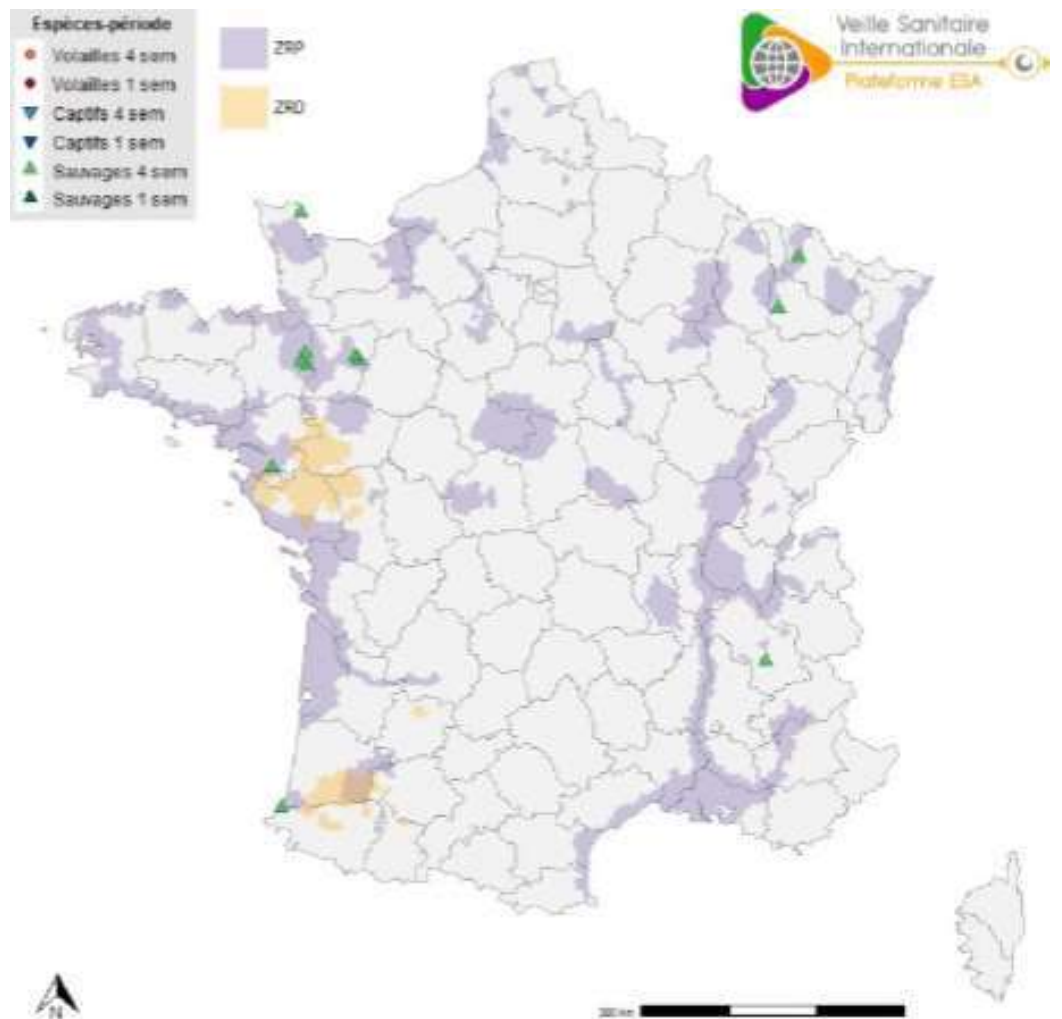 Espèces-période
Volailles 4 sem
Volailles 1 sem
Captifs 4 sem
Captifs 1 sem
Sauvages 4 sem
Sauvages 1 sem
ZRP
ZRD
Veille Sanitaire
Internationale
Plateforme ESA
N